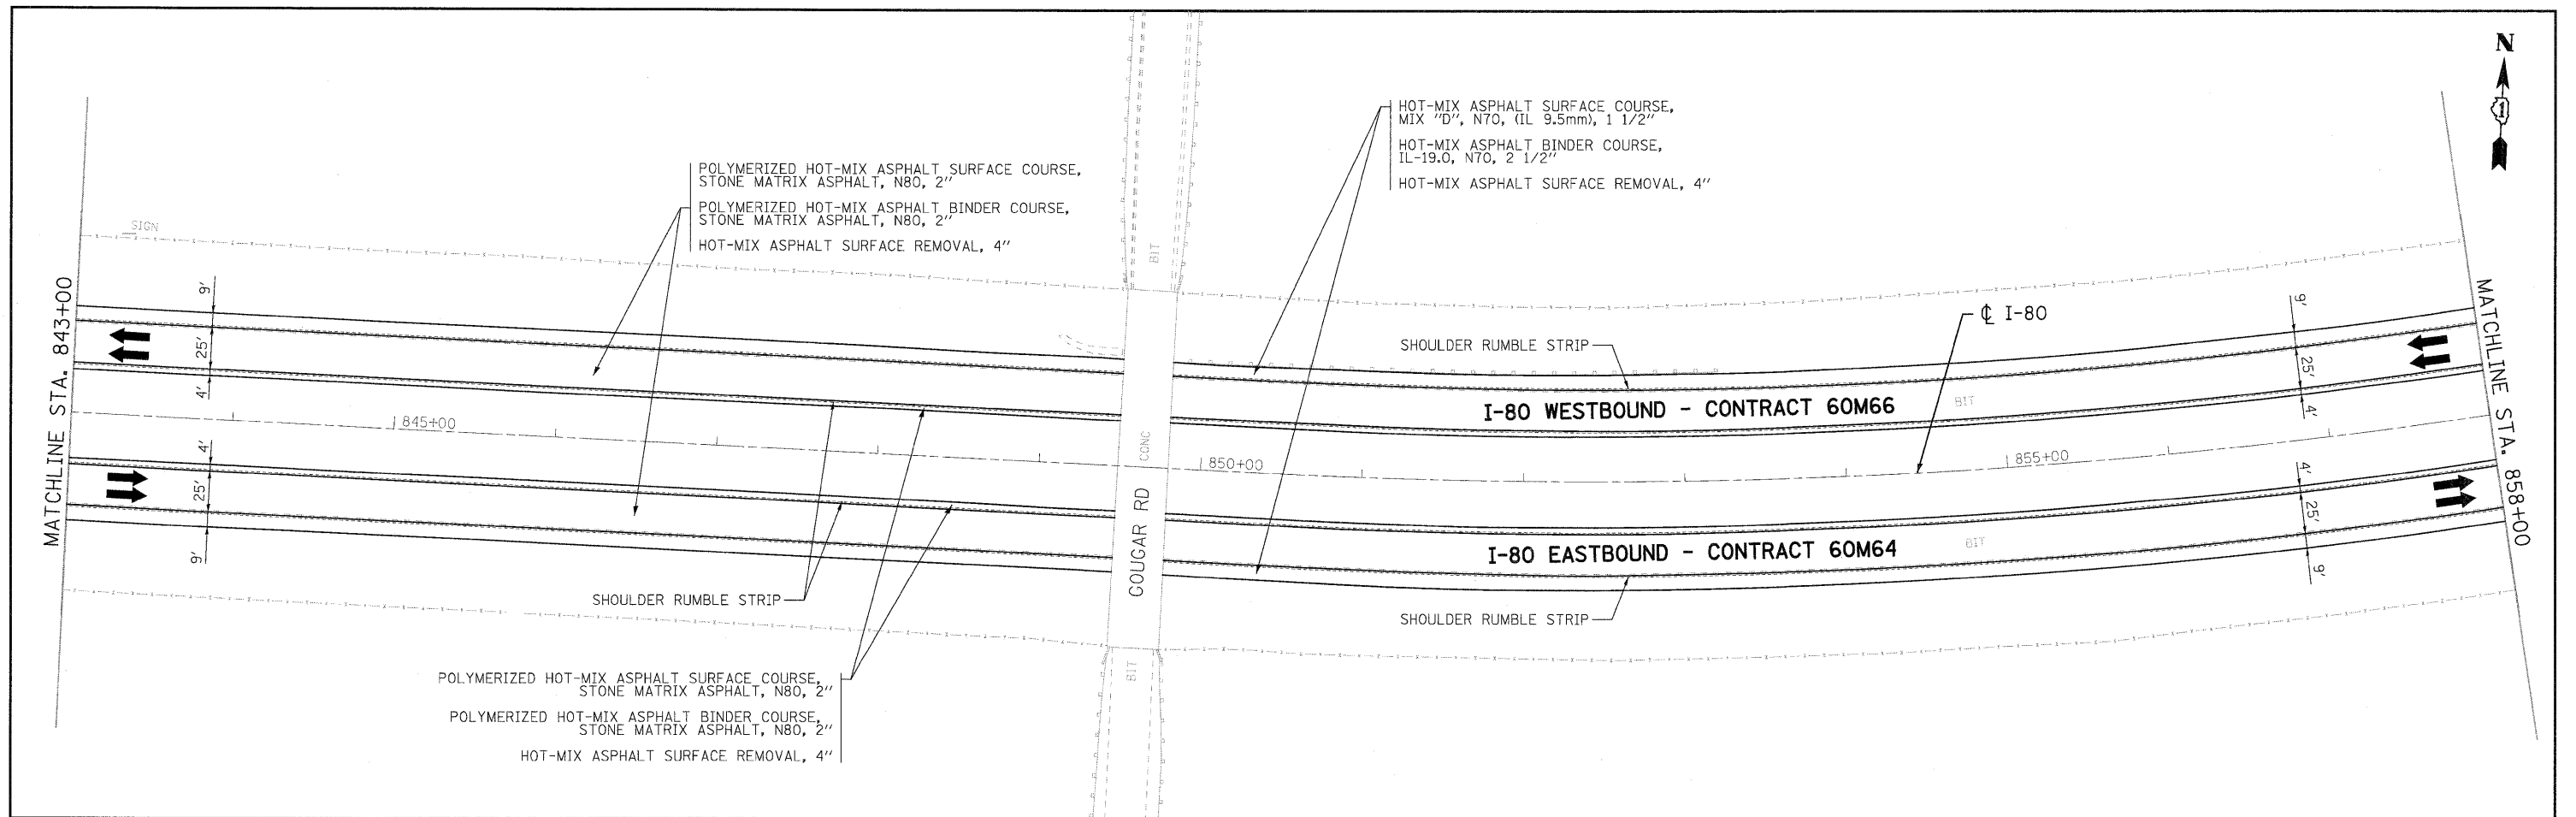 N
1
HOT-MIX ASPHALT SURFACE COURSE,
MIX "D", N70, (IL 9.5mm), 1 1/2"
HOT-MIX ASPHALT BINDER COURSE,
IL-19.0, N70, 2 1/2"
HOT-MIX ASPHALT SURFACE REMOVAL, 4"
POLYMERIZED HOT-MIX ASPHALT SURFACE COURSE,
STONE MATRIX ASPHALT, N80, 2"
POLYMERIZED HOT-MIX ASPHALT BINDER COURSE,
STONE MATRIX ASPHALT, N80, 2"
HOT-MIX ASPHALT SURFACE REMOVAL, 4"
SIGN
BIT
MATCHLINE STA. 843+00
9'
25'
4'
4'
25'
9'
845+00
CONC
COUGAR RD
BIT
850+00
SHOULDER RUMBLE STRIP
℄ I-80
I-80 WESTBOUND - CONTRACT 60M66
BIT
855+00
I-80 EASTBOUND - CONTRACT 60M64
BIT
SHOULDER RUMBLE STRIP
9'
25'
4'
4'
25'
9'
MATCHLINE STA. 858+00
SHOULDER RUMBLE STRIP
POLYMERIZED HOT-MIX ASPHALT SURFACE COURSE,
STONE MATRIX ASPHALT, N80, 2"
POLYMERIZED HOT-MIX ASPHALT BINDER COURSE,
STONE MATRIX ASPHALT, N80, 2"
HOT-MIX ASPHALT SURFACE REMOVAL, 4"